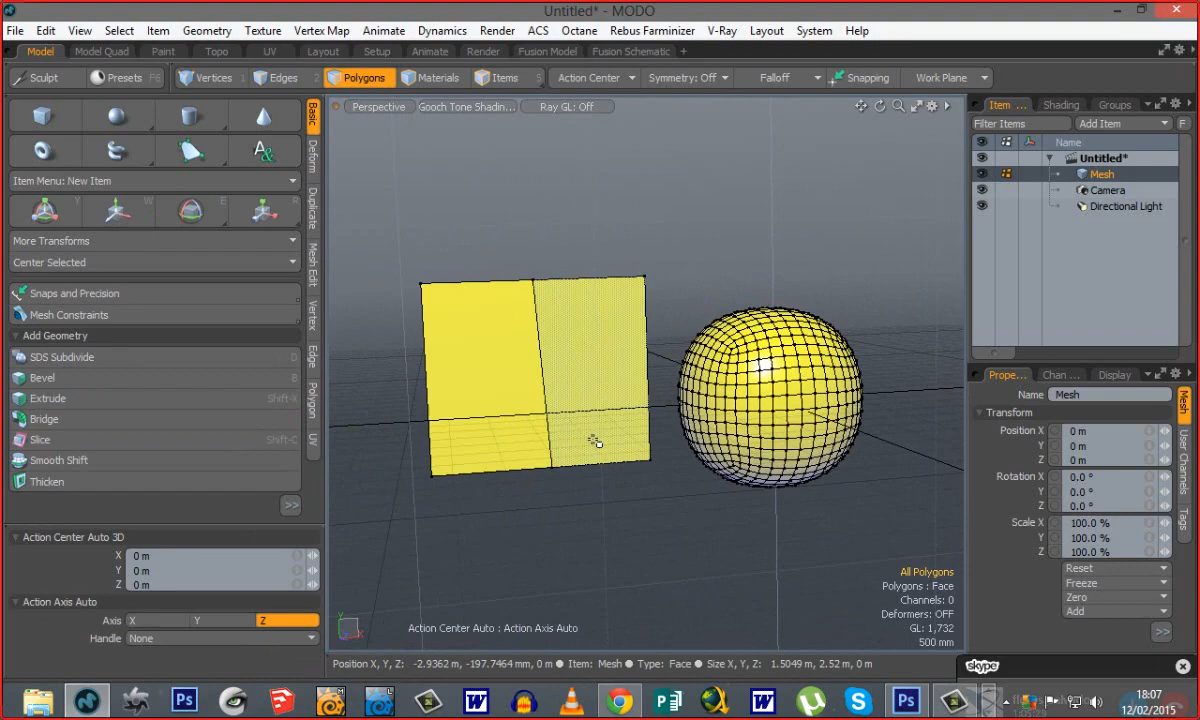 Untitled* - MODO
File Edit View Select Item Geometry Texture Vertex Map Animate Dynamics Render ACS Octane Rebus Farminizer V-Ray Layout System Help
Model Model Quad Paint Topo UV Layout Setup Animate Render Fusion Model Fusion Schematic +
Sculpt Presets F6 Vertices 1 Edges 2 Polygons Materials Items 5 Action Center Symmetry: Off Falloff Snapping Work Plane
Basic
Deform
Duplicate
Mesh Edit
Vertex
Edge
Polygon
UV
Item Menu: New Item
Y W E R
More Transforms
Center Selected
Snaps and Precision
Mesh Constraints
Add Geometry
SDS Subdivide D
Bevel B
Extrude Shift-X
Bridge
Slice Shift-C
Smooth Shift
Thicken
>>
Action Center Auto 3D
X 0 m
Y 0 m
Z 0 m
Action Axis Auto
Axis X Y Z
Handle None
Perspective Gooch Tone Shadin... Ray GL: Off
All Polygons
Polygons : Face
Channels: 0
Deformers: OFF
GL: 1,732
500 mm
Action Center Auto : Action Axis Auto
Position X, Y, Z: -2.9362 m, -197.7464 mm, 0 m Item: Mesh Type: Face Size X, Y, Z: 1.5049 m, 2.52 m, 0 m
Item ... Shading Groups
Filter Items Add Item F
Name
Untitled*
Mesh
Camera
Directional Light
Prope... Chan ... Display
Name Mesh
Transform
Position X 0 m
Y 0 m
Z 0 m
Rotation X 0.0 °
Y 0.0 °
Z 0.0 °
Scale X 100.0 %
Y 100.0 %
Z 100.0 %
Reset
Freeze
Zero
Add
>>
Mesh
User Channels
Tags
skype
18:07
12/02/2015